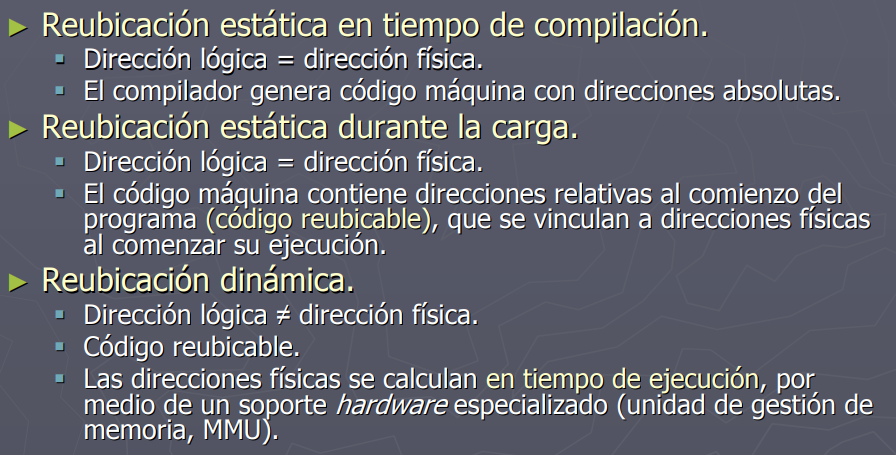 ► Reubicación estática en tiempo de compilación.
▪ Dirección lógica = dirección física.
▪ El compilador genera código máquina con direcciones absolutas.
► Reubicación estática durante la carga.
▪ Dirección lógica = dirección física.
▪ El código máquina contiene direcciones relativas al comienzo del
programa (código reubicable), que se vinculan a direcciones físicas
al comenzar su ejecución.
► Reubicación dinámica.
▪ Dirección lógica ≠ dirección física.
▪ Código reubicable.
▪ Las direcciones físicas se calculan en tiempo de ejecución, por
medio de un soporte hardware especializado (unidad de gestión de
memoria, MMU).